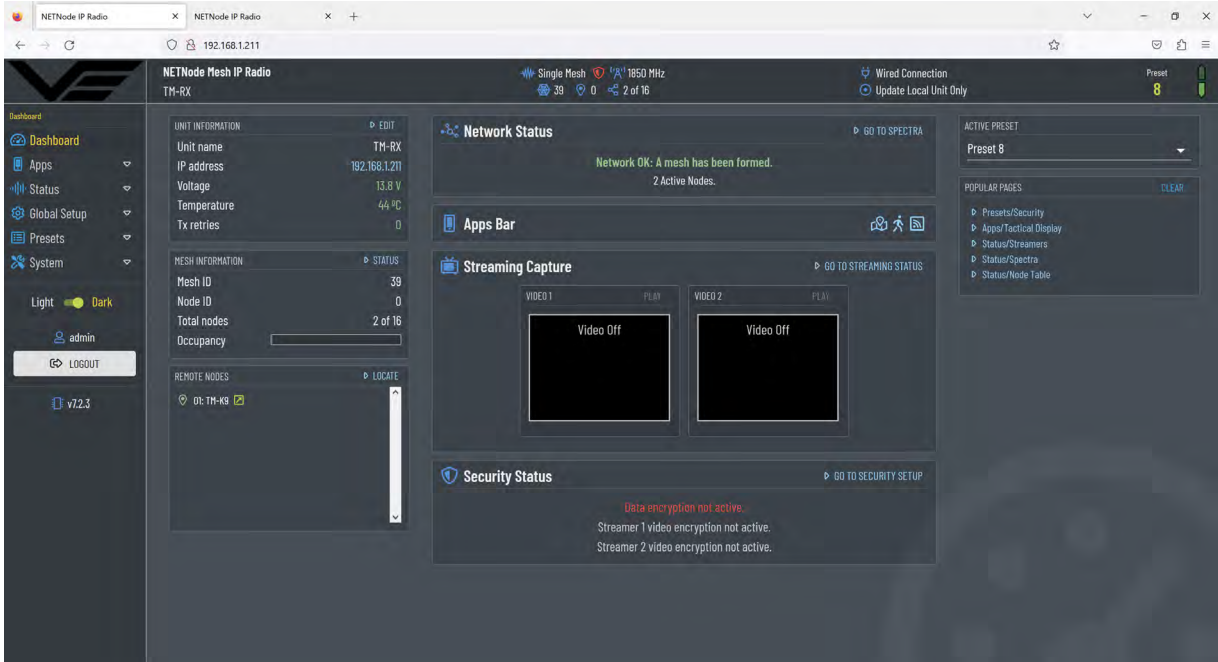 NETNode IP Radio
NETNode IP Radio
192.168.1.211
NETNode Mesh IP Radio
TM-RX
Single Mesh 1850 MHz
39 0 2 of 16
Wired Connection
Update Local Unit Only
Preset
8
Dashboard
Dashboard
Apps
Status
Global Setup
Presets
System
Light Dark
admin
LOGOUT
v7.2.3
UNIT INFORMATION EDIT
Unit name TM-RX
IP address 192.168.1.211
Voltage 13.8 V
Temperature 44 ºC
Tx retries 0
MESH INFORMATION STATUS
Mesh ID 39
Node ID 0
Total nodes 2 of 16
Occupancy
REMOTE NODES LOCATE
01: TM-K9
Network Status GO TO SPECTRA
Network OK: A mesh has been formed.
2 Active Nodes.
Apps Bar
Streaming Capture GO TO STREAMING STATUS
VIDEO 1 PLAY
Video Off
VIDEO 2 PLAY
Video Off
Security Status GO TO SECURITY SETUP
Data encryption not active.
Streamer 1 video encryption not active.
Streamer 2 video encryption not active.
ACTIVE PRESET
Preset 8
POPULAR PAGES CLEAR
Presets/Security
Apps/Tactical Display
Status/Streamers
Status/Spectra
Status/Node Table